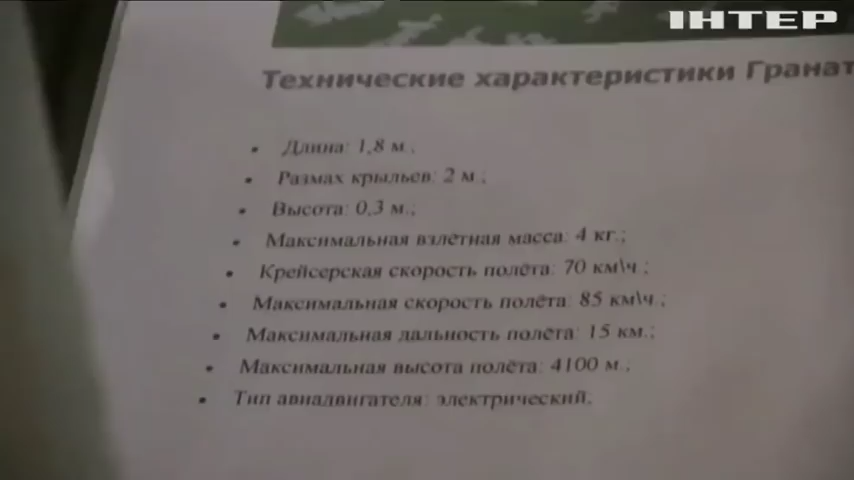 ІНТЕР
Технические характеристики Гранат
• Длина: 1,8 м.;
• Размах крыльев: 2 м.;
• Высота: 0,3 м.;
• Максимальная взлётная масса: 4 кг.;
• Крейсерская скорость полёта: 70 км\ч.;
• Максимальная скорость полёта: 85 км\ч.;
• Максимальная дальность полёта: 15 км.;
• Максимальная высота полёта: 4100 м.;
• Тип авиадвигателя: электрический.